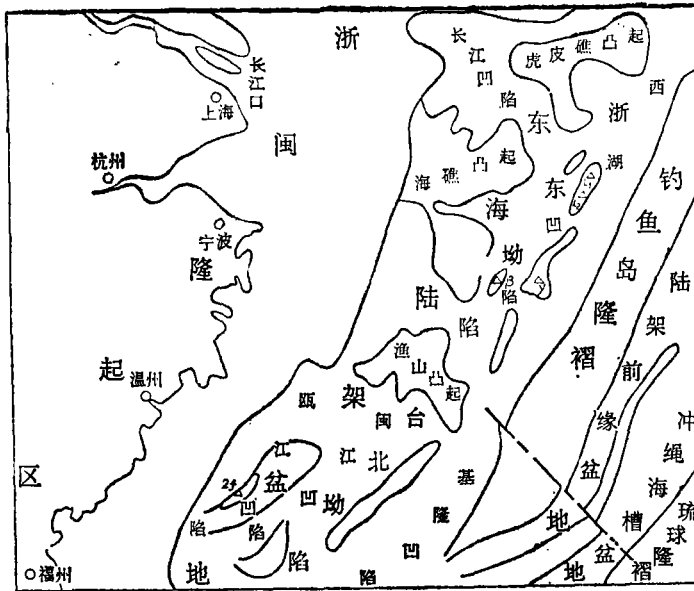 浙闽隆起区
长江口
上海
杭州
宁波
温州
福州
长江凹陷
虎皮礁凸起
海礁凸起
东海陆架盆地
浙东坳陷
西湖凹陷
渔山凸起
瓯江凹陷
24
闽江凹陷
台北坳陷
基隆凹陷
钓鱼岛隆褶
陆架前缘盆地
冲绳海槽盆地
琉球隆褶